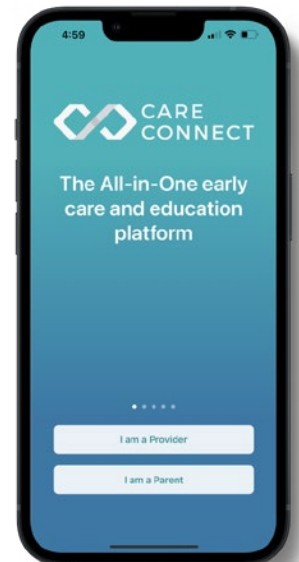 4:59
CARE
CONNECT
The All-in-One early
care and education
platform
I am a Provider
I am a Parent